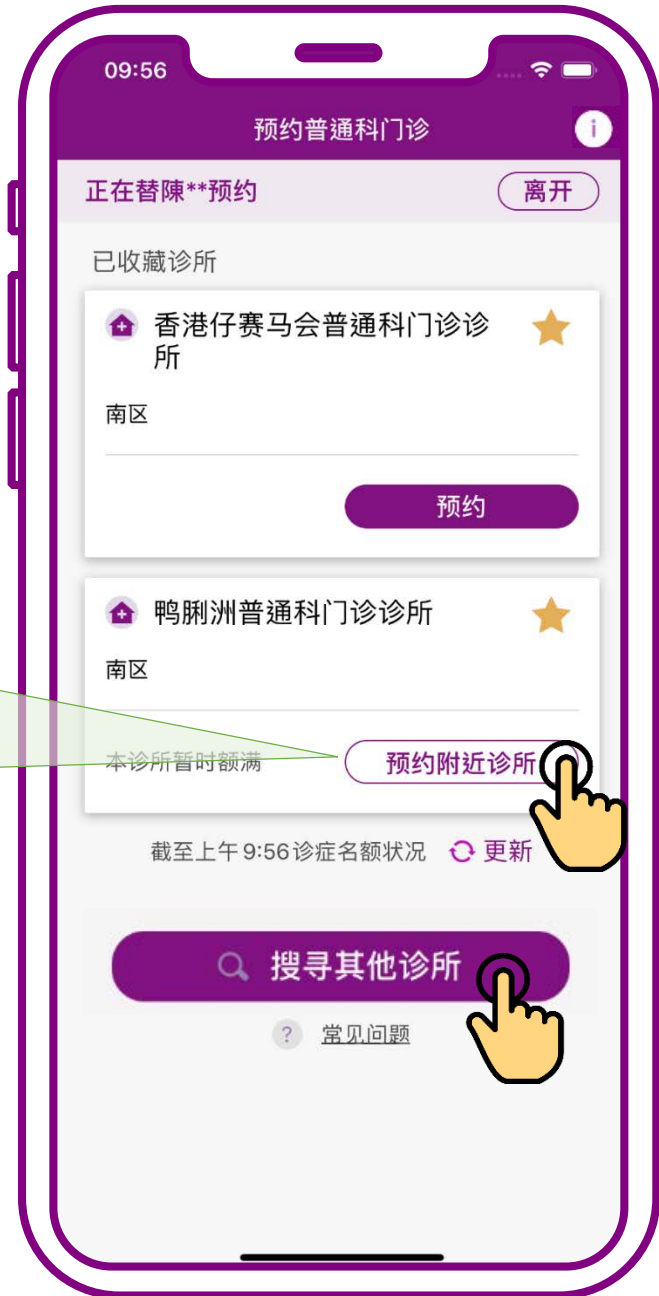 09:56
预约普通科门诊
i
正在替陳**预约
离开
已收藏诊所
香港仔赛马会普通科门诊诊
所
南区
预约
鸭脷洲普通科门诊诊所
南区
本诊所暂时额满
预约附近诊所
截至上午9:56诊症名额状况
更新
搜寻其他诊所
? 常见问题